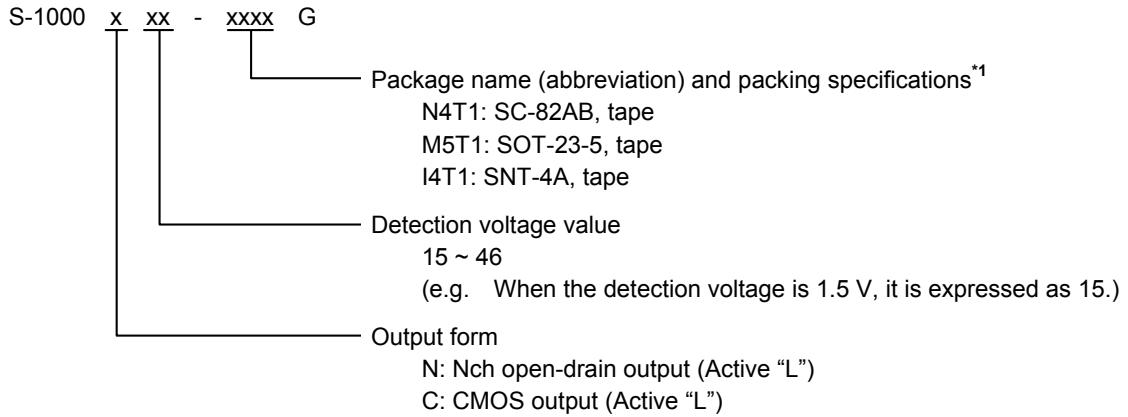 S-1000 x xx - xxxx G
Package name (abbreviation) and packing specifications*1
N4T1: SC-82AB, tape
M5T1: SOT-23-5, tape
I4T1: SNT-4A, tape
Detection voltage value
15 ~ 46
(e.g. When the detection voltage is 1.5 V, it is expressed as 15.)
Output form
N: Nch open-drain output (Active “L”)
C: CMOS output (Active “L”)